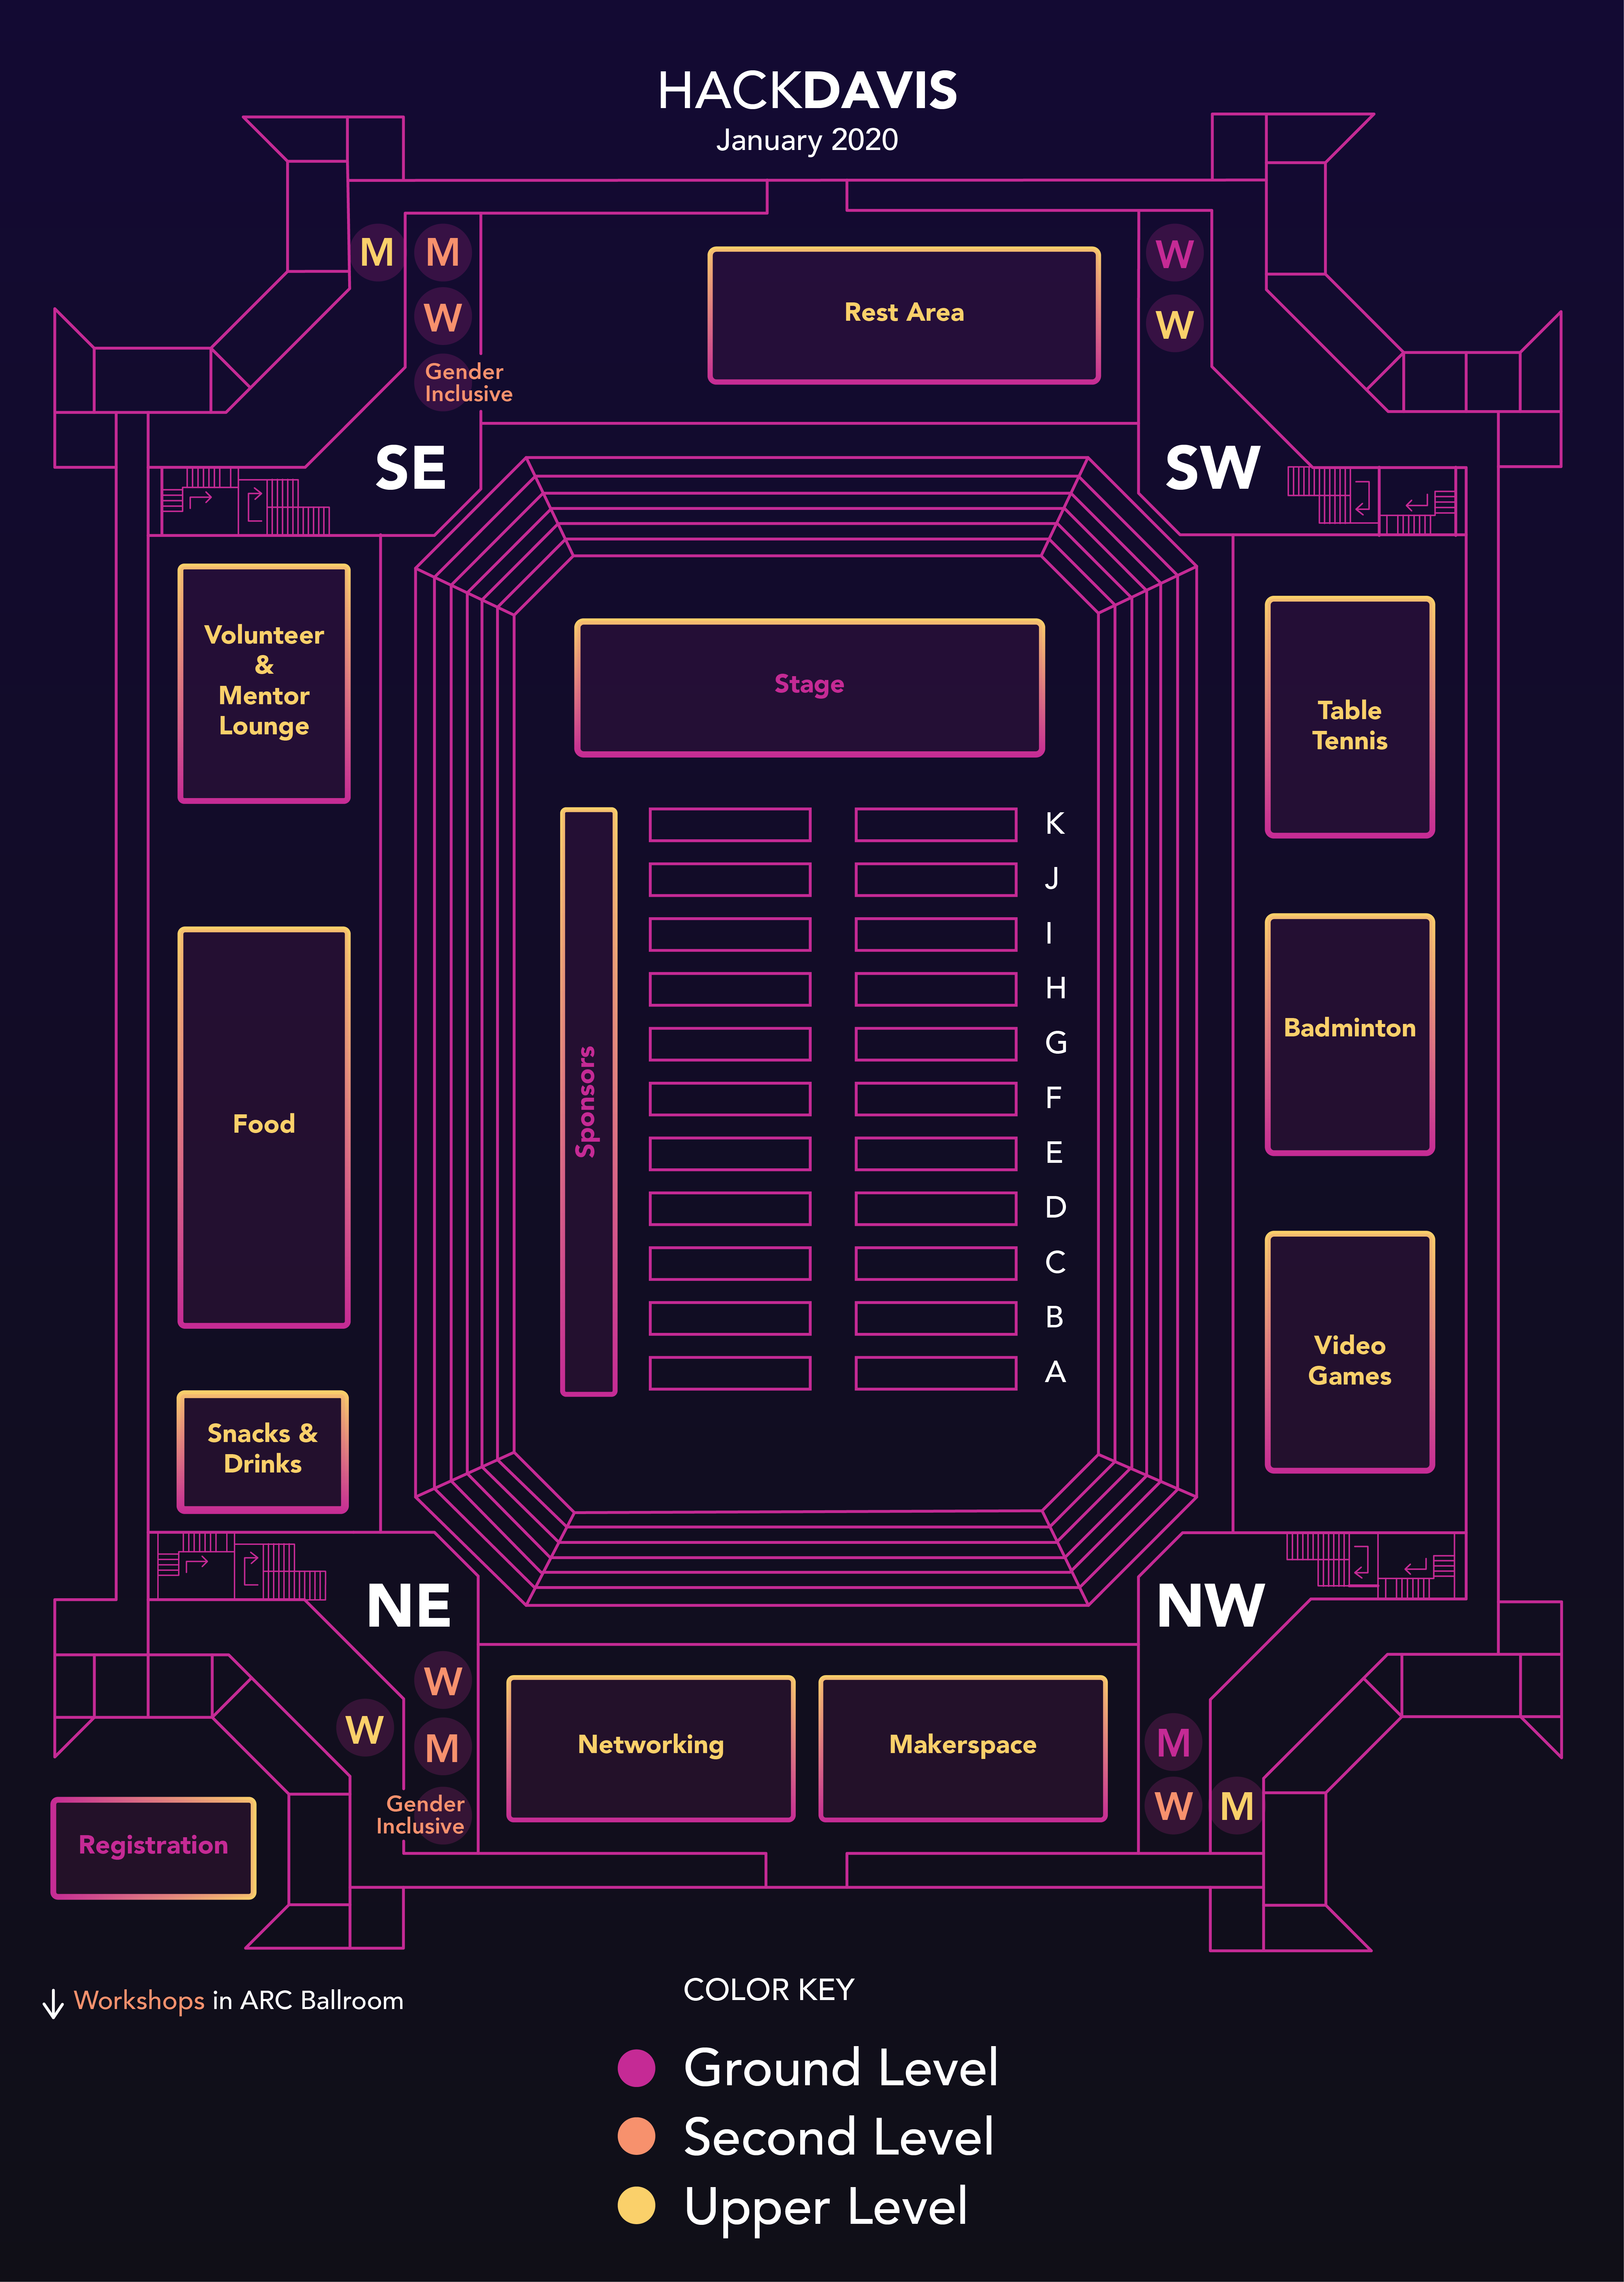 HACKDAVIS
January 2020
M
M
W
Gender
Inclusive
Rest Area
W
W
SE
SW
Volunteer
&
Mentor
Lounge
Stage
Table
Tennis
Food
Sponsors
K
J
I
H
G
F
E
D
C
B
A
Badminton
Video
Games
Snacks &
Drinks
NE
NW
W
W
M
Gender
Inclusive
Networking
Makerspace
M
W
M
Registration
↓ Workshops in ARC Ballroom
COLOR KEY
Ground Level
Second Level
Upper Level